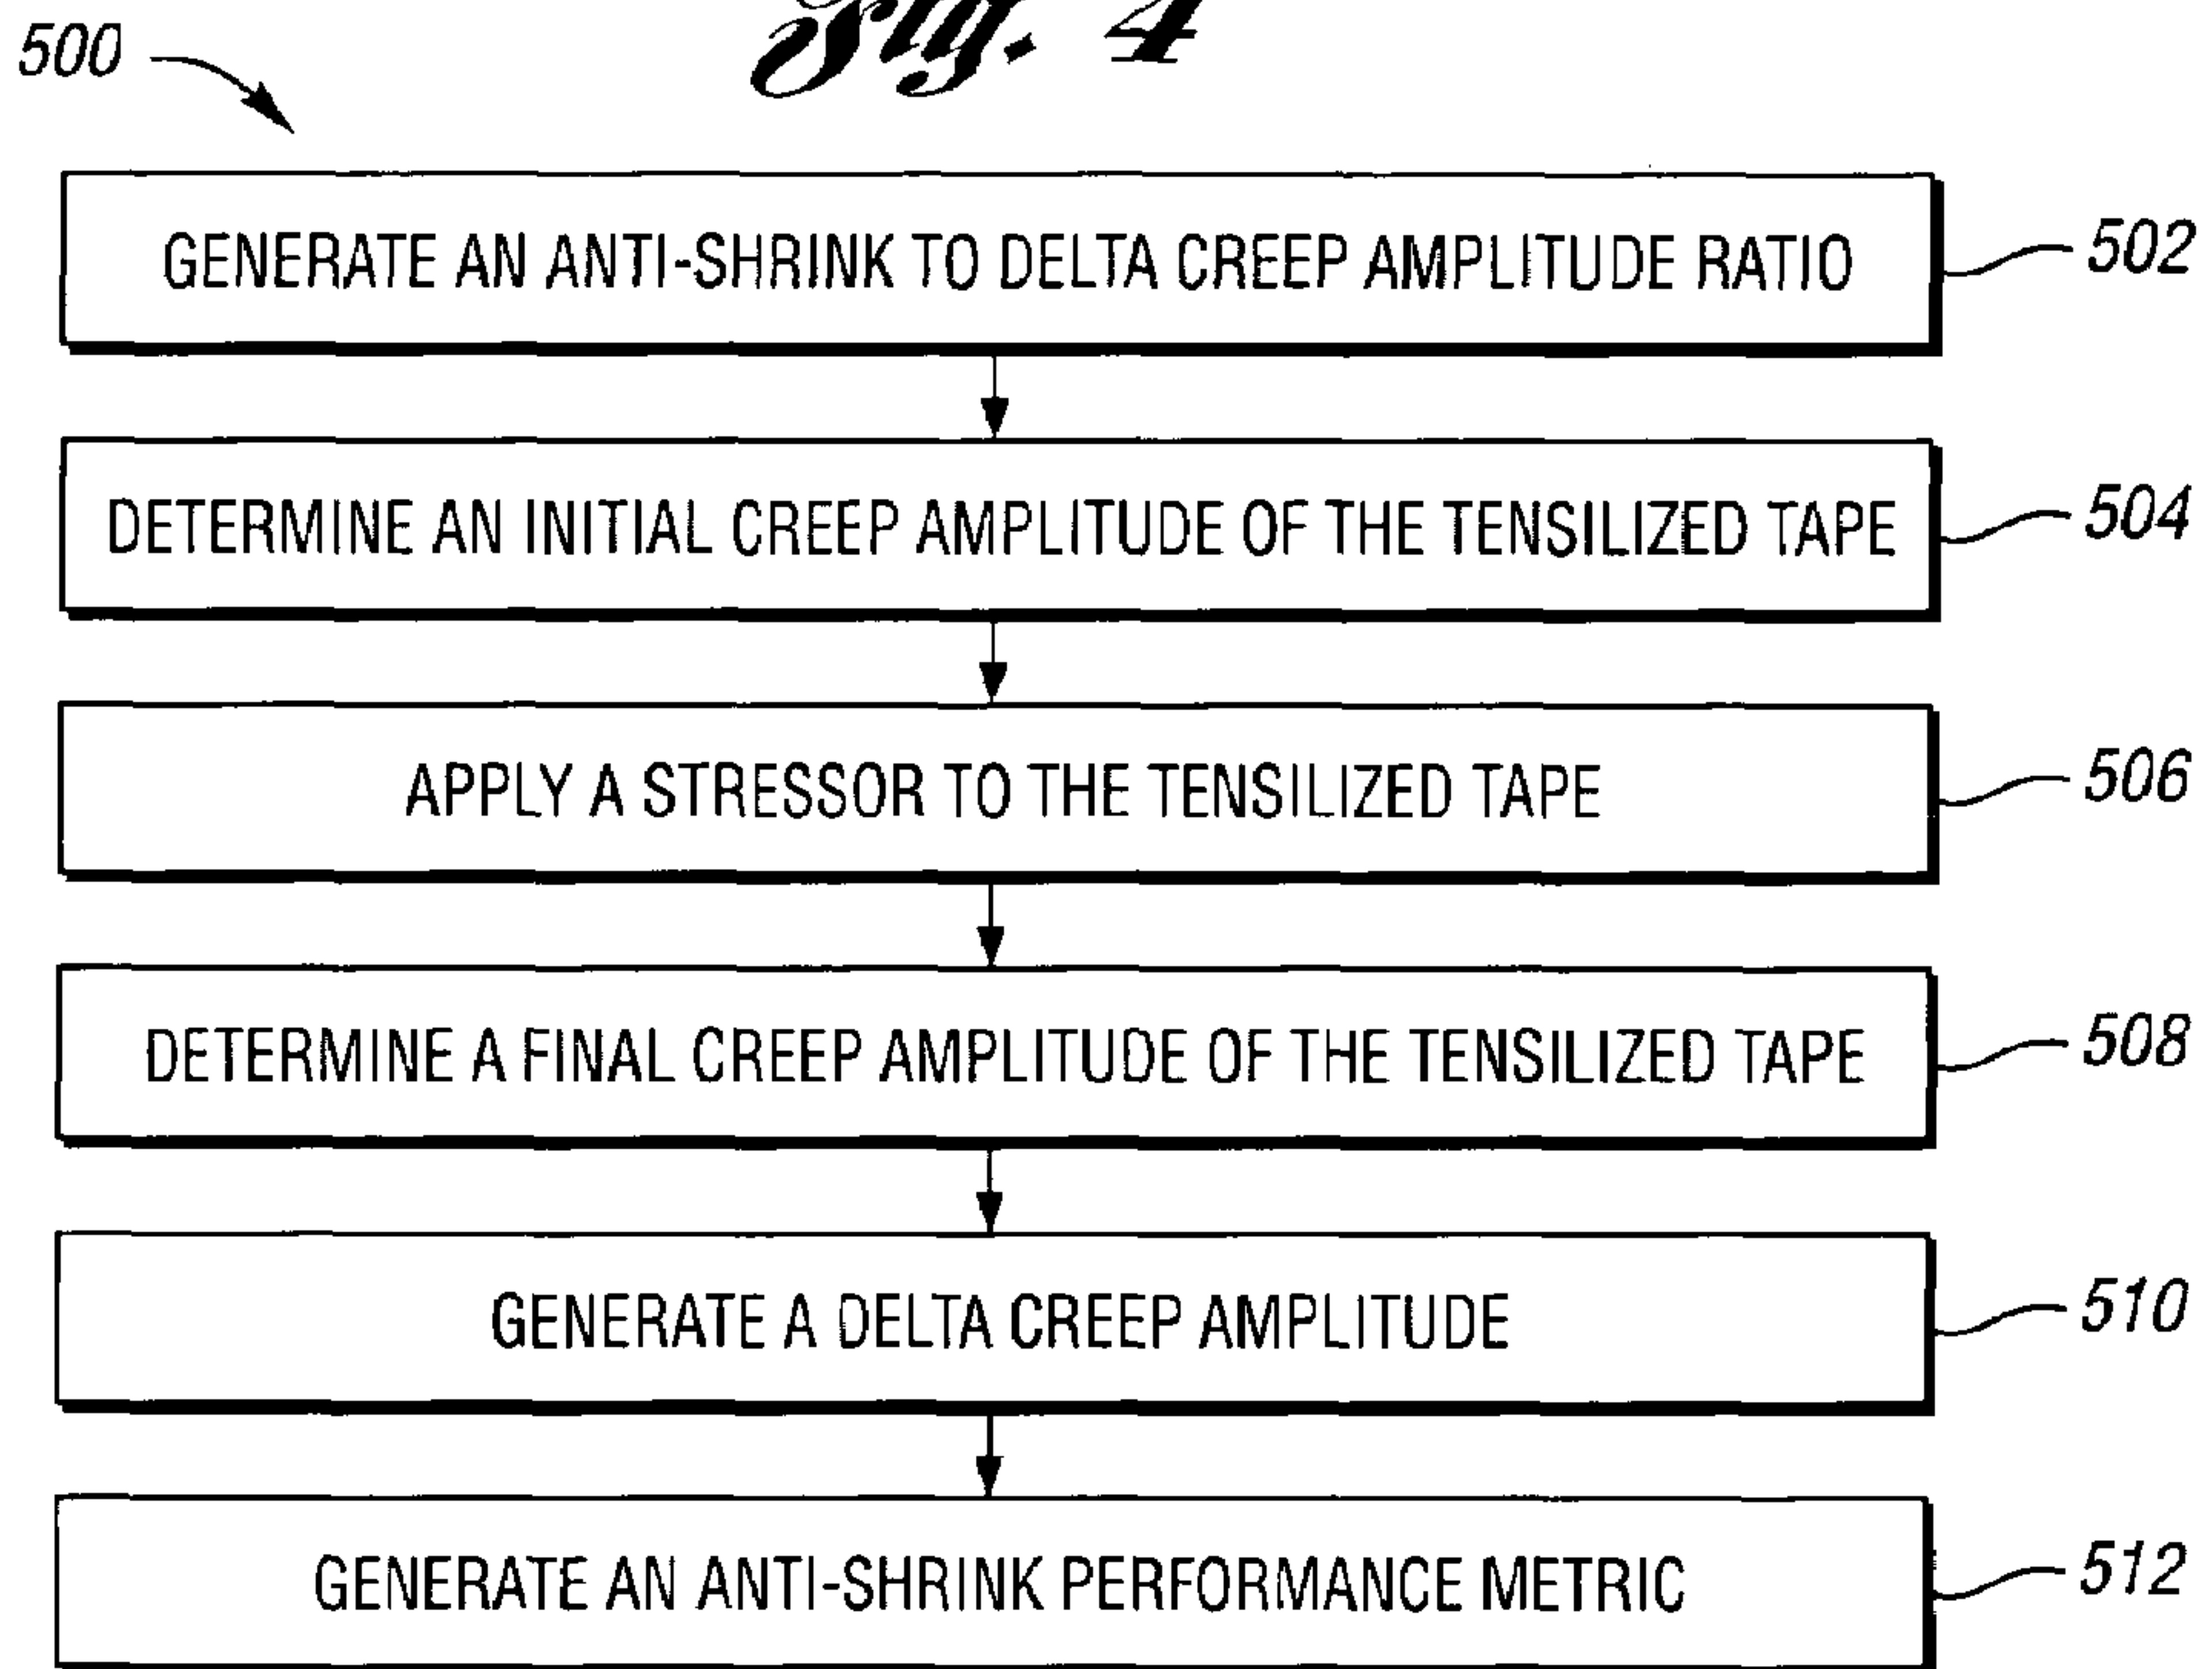 Fig. 4
500
GENERATE AN ANTI-SHRINK TO DELTA CREEP AMPLITUDE RATIO 502
DETERMINE AN INITIAL CREEP AMPLITUDE OF THE TENSILIZED TAPE 504
APPLY A STRESSOR TO THE TENSILIZED TAPE 506
DETERMINE A FINAL CREEP AMPLITUDE OF THE TENSILIZED TAPE 508
GENERATE A DELTA CREEP AMPLITUDE 510
GENERATE AN ANTI-SHRINK PERFORMANCE METRIC 512